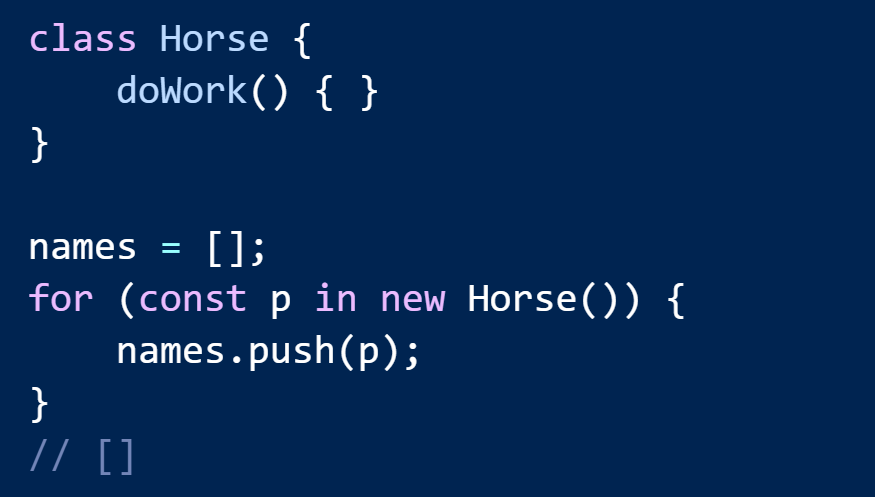 class Horse {
    doWork() { }
}

names = [];
for (const p in new Horse()) {
    names.push(p);
}
// []